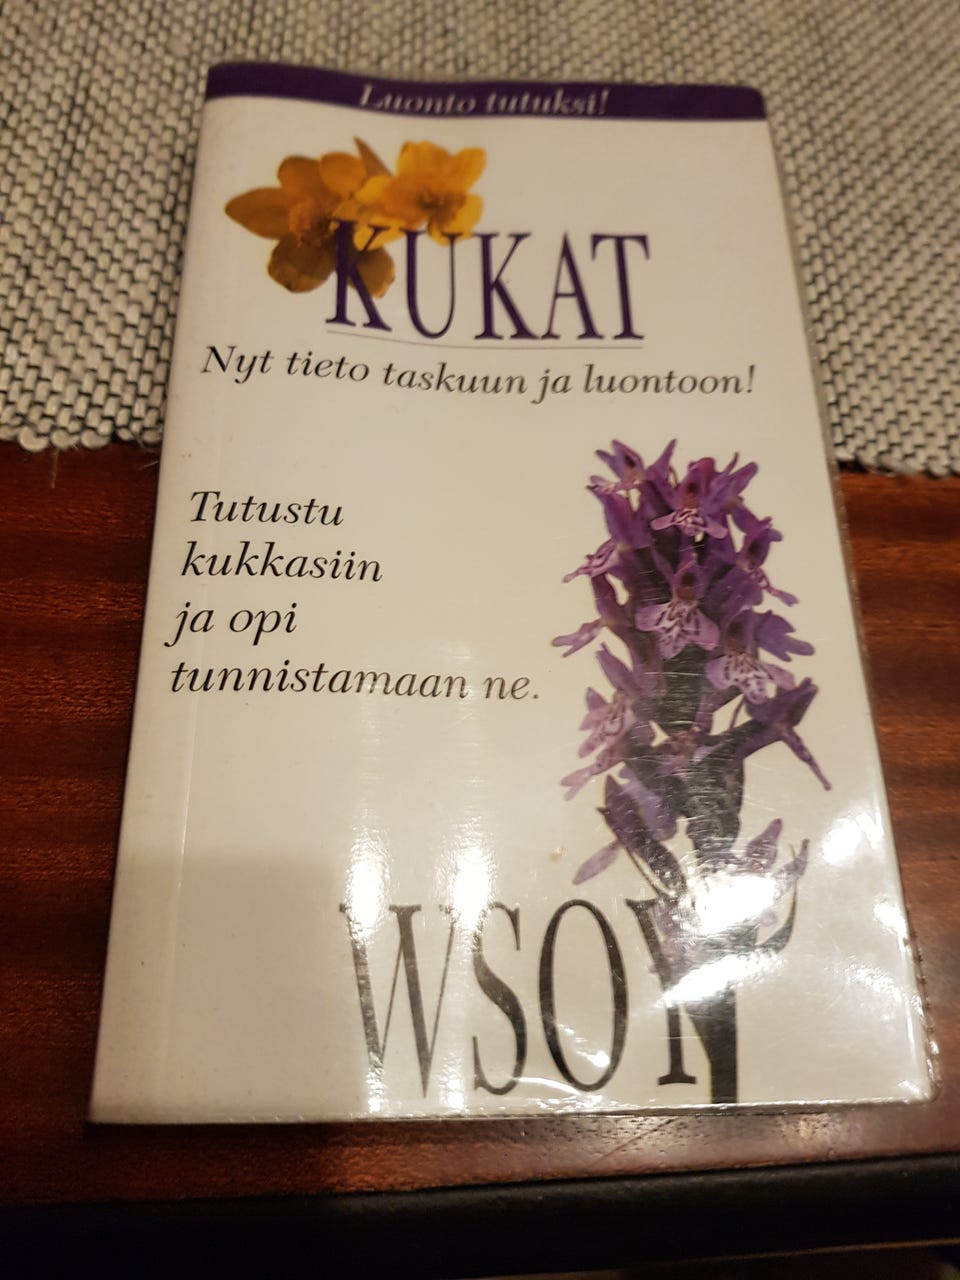 Luonto tutuksi!
KUKAT
Nyt tieto taskuun ja luontoon!
Tutustu
kukkasiin
ja opi
tunnistamaan ne.
WSOY